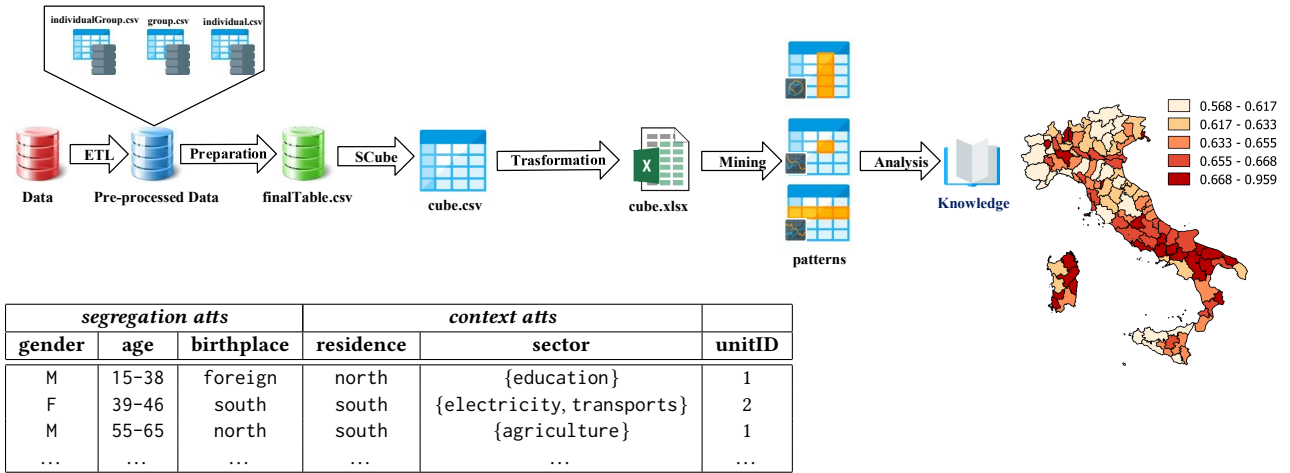 individualGroup.csv group.csv individual.csv
ETL Preparation SCube Trasformation Mining Analysis
Data Pre-processed Data finalTable.csv cube.csv cube.xlsx patterns Knowledge
X
0.568 - 0.617
0.617 - 0.633
0.633 - 0.655
0.655 - 0.668
0.668 - 0.959
segregation atts context atts
gender age birthplace residence sector unitID
M 15-38 foreign north {education} 1
F 39-46 south south {electricity, transports} 2
M 55-65 north south {agriculture} 1
... ... ... ... ... ...